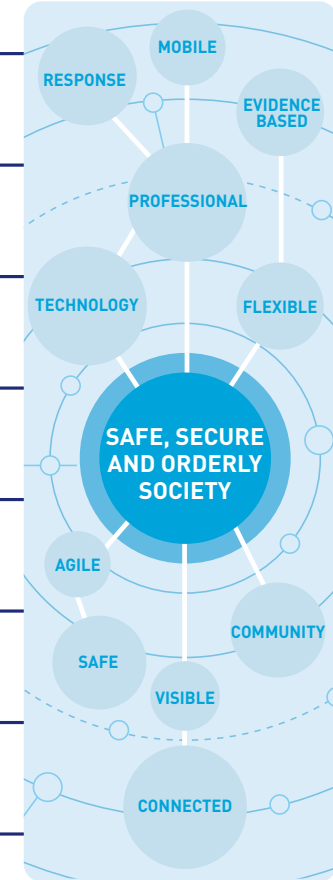 MOBILE
RESPONSE
EVIDENCE
BASED
PROFESSIONAL
TECHNOLOGY
FLEXIBLE
SAFE, SECURE
AND ORDERLY
SOCIETY
AGILE
COMMUNITY
SAFE
VISIBLE
CONNECTED